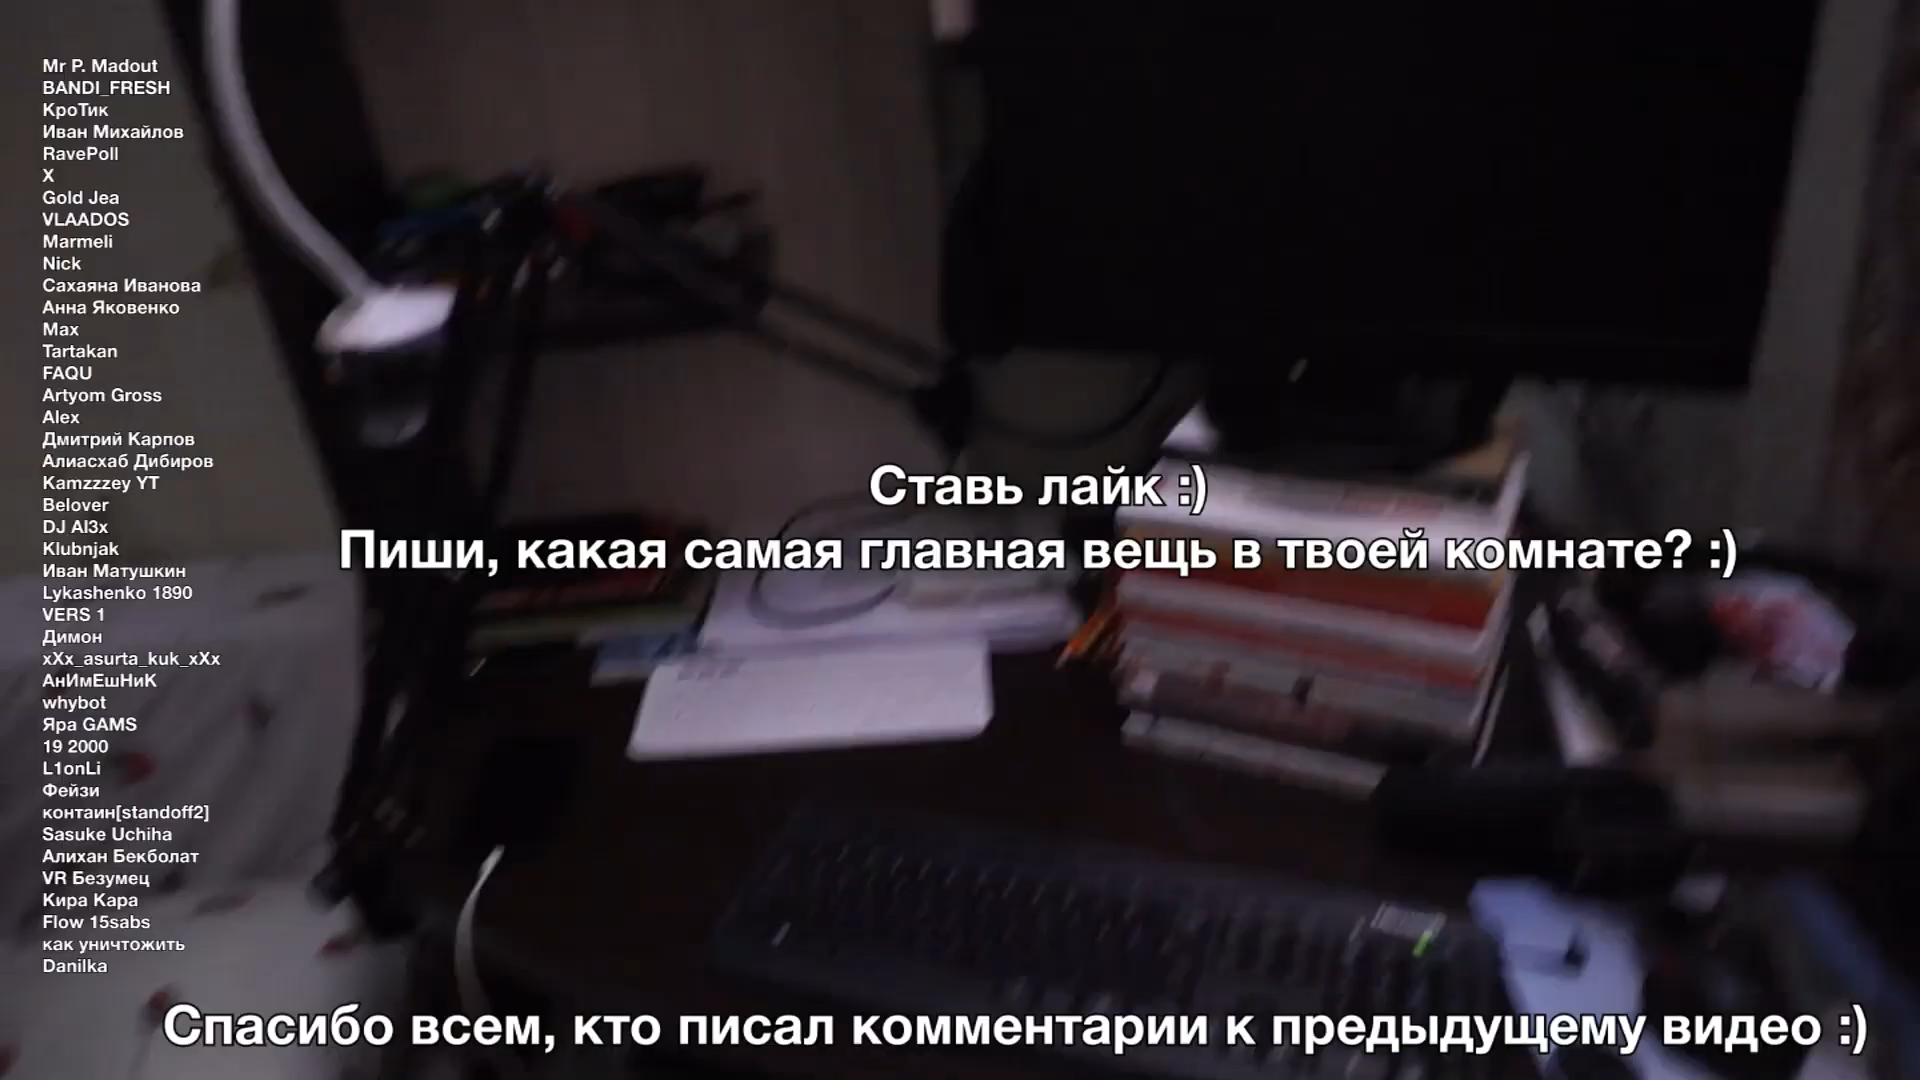 Mr P. Madout
BANDI_FRESH
КроТик
Иван Михайлов
RavePoll
X
Gold Jea
VLAADOS
Marmeli
Nick
Сахаяна Иванова
Анна Яковенко
Max
Tartakan
FAQU
Artyom Gross
Alex
Дмитрий Карпов
Алиасхаб Дибиров
Kamzzzey YT
Belover
DJ Al3x
Klubnjak
Иван Матушкин
Lykashenko 1890
VERS 1
Димон
xXx_asurta_kuk_xXx
АнИмЕшНиК
whybot
Яра GAMS
19 2000
L1onLi
Фейзи
контаин[standoff2]
Sasuke Uchiha
Алихан Бекболат
VR Безумец
Кира Кара
Flow 15sabs
как уничтожить
Danilka
Ставь лайк :)
Пиши, какая самая главная вещь в твоей комнате? :)
Спасибо всем, кто писал комментарии к предыдущему видео :)